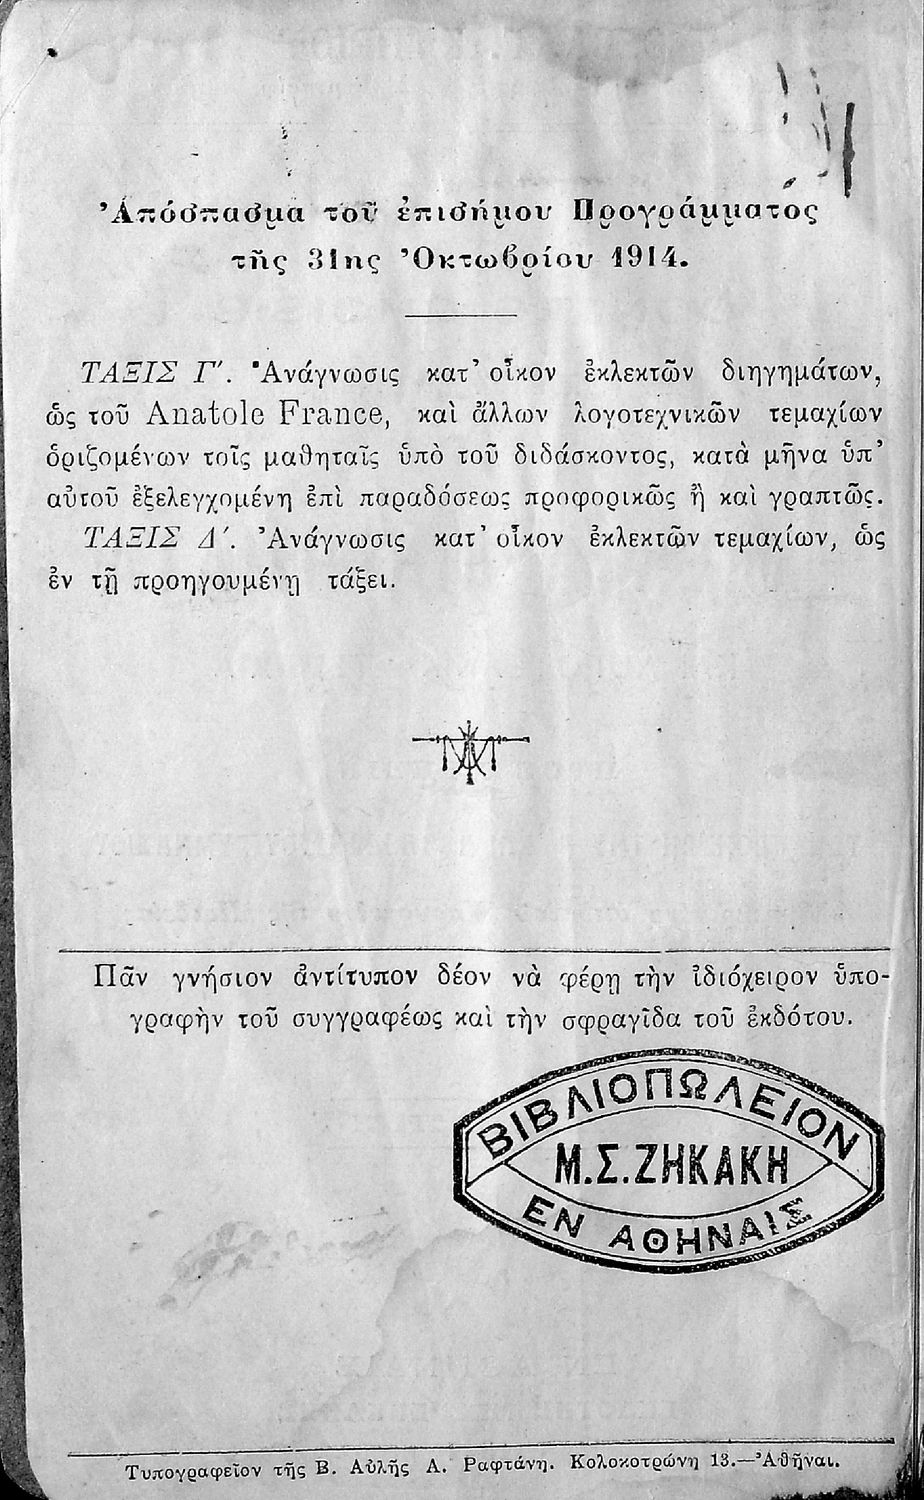 Ἀπόσπασμα τοῦ ἐπισήμου Προγράμματος
τῆς 31ης Ὀκτωβρίου 1914.
ΤΑΞΙΣ Γ′. Ἀνάγνωσις κατ’ οἶκον ἐκλεκτῶν διηγημάτων,
ὡς τοῦ Anatole France, καὶ ἄλλων λογοτεχνικῶν τεμαχίων
ὁριζομένων τοῖς μαθηταῖς ὑπὸ τοῦ διδάσκοντος, κατὰ μῆνα ὑπ’
αὐτοῦ ἐξελεγχομένη ἐπὶ παραδόσεως προφορικῶς ἢ καὶ γραπτῶς.
ΤΑΞΙΣ Δ′. Ἀνάγνωσις κατ’ οἶκον ἐκλεκτῶν τεμαχίων, ὡς
ἐν τῇ προηγουμένῃ τάξει.
Πᾶν γνήσιον ἀντίτυπον δέον νὰ φέρῃ τὴν ἰδιόχειρον ὑπο-
γραφὴν τοῦ συγγραφέως καὶ τὴν σφραγῖδα τοῦ ἐκδότου.
ΒΙΒΛΙΟΠΩΛΕΙΟΝ
Μ.Σ.ΖΗΚΑΚΗ
ΕΝ ΑΘΗΝΑΙΣ
Τυπογραφεῖον τῆς Β. Αὐλῆς Α. Ραφτάνη. Κολοκοτρώνη 13.—Ἀθῆναι.